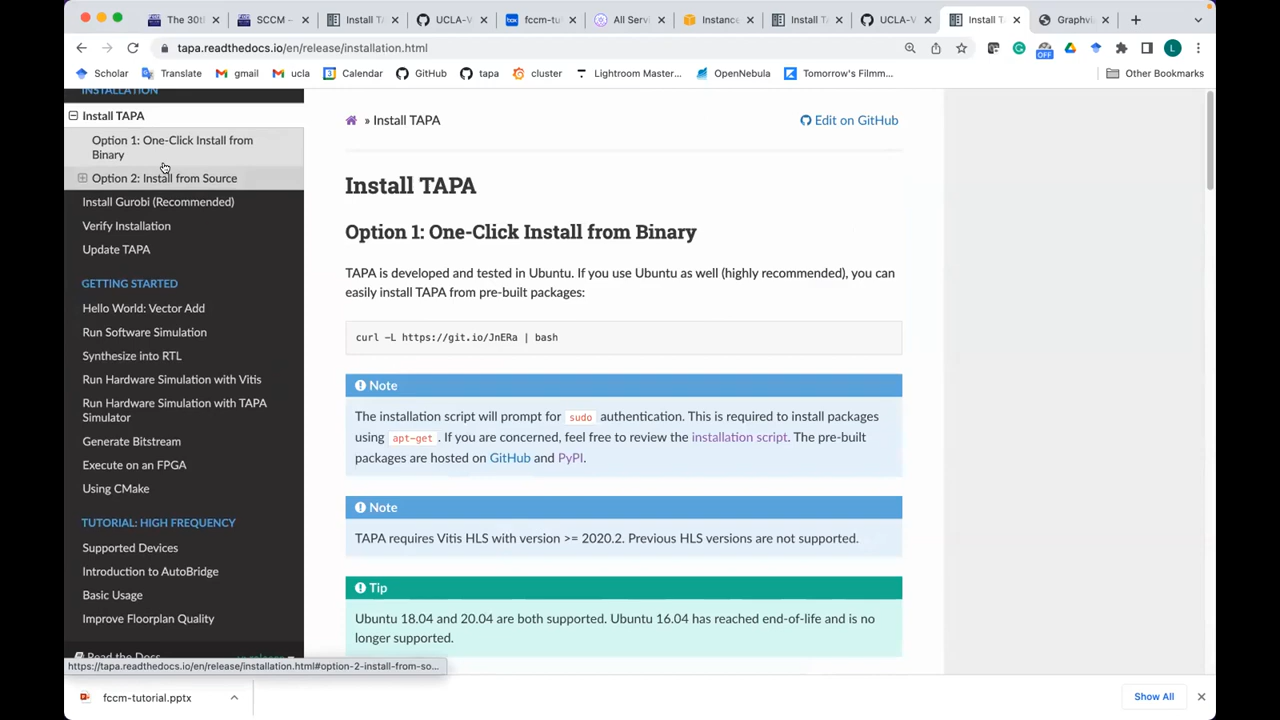 The 30t
SCCM –
Install T
UCLA-V
fccm-tu
All Servi
Instance
Install T
UCLA-V
Install T
Graphvi
tapa.readthedocs.io/en/release/installation.html
Scholar
Translate
gmail
ucla
Calendar
GitHub
tapa
cluster
Lightroom Master...
OpenNebula
Tomorrow's Filmm...
Other Bookmarks
OFF
L
INSTALLATION
Install TAPA
Option 1: One-Click Install from
Binary
Option 2: Install from Source
Install Gurobi (Recommended)
Verify Installation
Update TAPA
GETTING STARTED
Hello World: Vector Add
Run Software Simulation
Synthesize into RTL
Run Hardware Simulation with Vitis
Run Hardware Simulation with TAPA
Simulator
Generate Bitstream
Execute on an FPGA
Using CMake
TUTORIAL: HIGH FREQUENCY
Supported Devices
Introduction to AutoBridge
Basic Usage
Improve Floorplan Quality
Read the Docs
» Install TAPA
Edit on GitHub
Install TAPA
Option 1: One-Click Install from Binary
TAPA is developed and tested in Ubuntu. If you use Ubuntu as well (highly recommended), you can
easily install TAPA from pre-built packages:
curl -L https://git.io/JnERa | bash
Note
The installation script will prompt for sudo authentication. This is required to install packages
using apt-get. If you are concerned, feel free to review the installation script. The pre-built
packages are hosted on GitHub and PyPI.
Note
TAPA requires Vitis HLS with version >= 2020.2. Previous HLS versions are not supported.
Tip
Ubuntu 18.04 and 20.04 are both supported. Ubuntu 16.04 has reached end-of-life and is no
longer supported.
https://tapa.readthedocs.io/en/release/installation.html#option-2-install-from-so...
fccm-tutorial.pptx
Show All